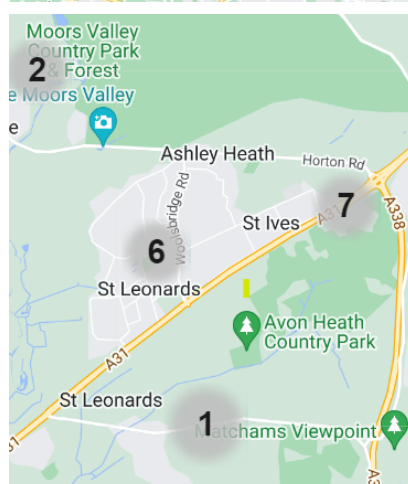 Moors Valley
Country Park
& Forest
2
e Moors Valley
e
Ashley Heath
Horton Rd
Woolsbridge Rd
7
A31
A338
St Ives
6
St Leonards
Avon Heath
Country Park
A31
St Leonards
1
Matchams Viewpoint
31